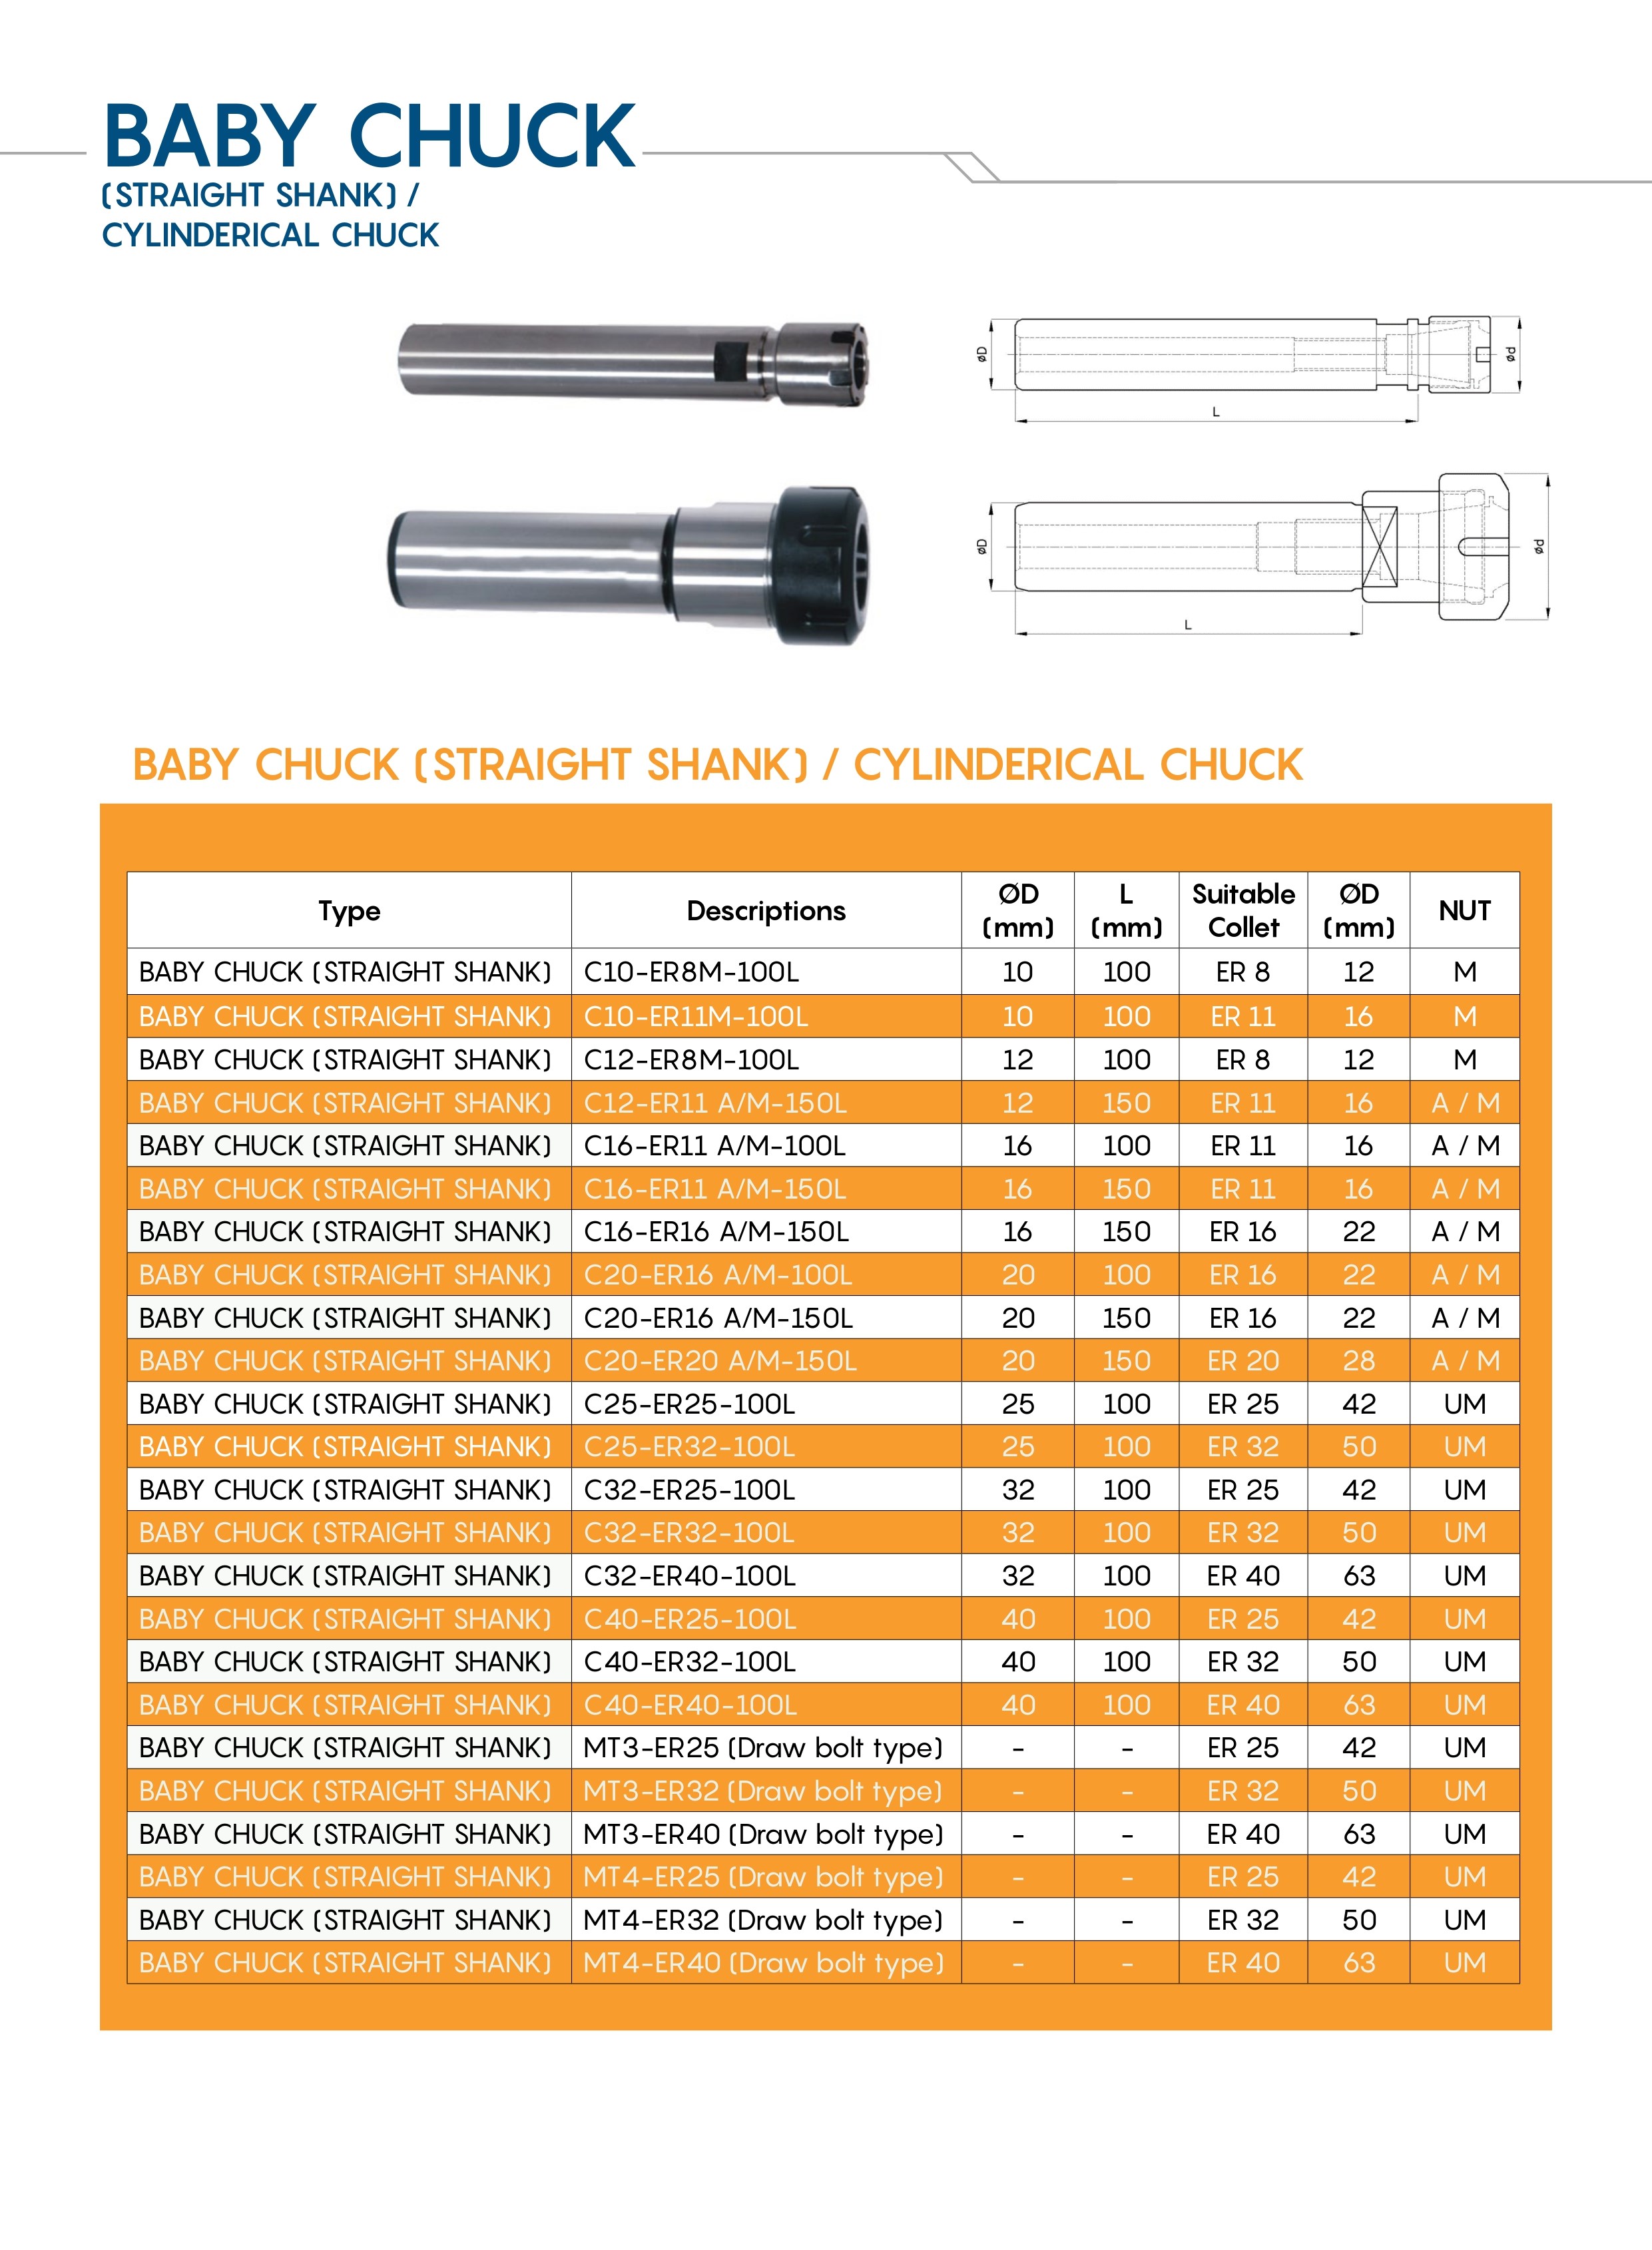 BABY CHUCK
(STRAIGHT SHANK) /
CYLINDERICAL CHUCK
ØD
L
ød
ØD
L
ød
BABY CHUCK (STRAIGHT SHANK) / CYLINDERICAL CHUCK
Type Descriptions ØD (mm) L (mm) Suitable Collet ØD (mm) NUT
BABY CHUCK (STRAIGHT SHANK) C10-ER8M-100L 10 100 ER 8 12 M
BABY CHUCK (STRAIGHT SHANK) C10-ER11M-100L 10 100 ER 11 16 M
BABY CHUCK (STRAIGHT SHANK) C12-ER8M-100L 12 100 ER 8 12 M
BABY CHUCK (STRAIGHT SHANK) C12-ER11 A/M-150L 12 150 ER 11 16 A / M
BABY CHUCK (STRAIGHT SHANK) C16-ER11 A/M-100L 16 100 ER 11 16 A / M
BABY CHUCK (STRAIGHT SHANK) C16-ER11 A/M-150L 16 150 ER 11 16 A / M
BABY CHUCK (STRAIGHT SHANK) C16-ER16 A/M-150L 16 150 ER 16 22 A / M
BABY CHUCK (STRAIGHT SHANK) C20-ER16 A/M-100L 20 100 ER 16 22 A / M
BABY CHUCK (STRAIGHT SHANK) C20-ER16 A/M-150L 20 150 ER 16 22 A / M
BABY CHUCK (STRAIGHT SHANK) C20-ER20 A/M-150L 20 150 ER 20 28 A / M
BABY CHUCK (STRAIGHT SHANK) C25-ER25-100L 25 100 ER 25 42 UM
BABY CHUCK (STRAIGHT SHANK) C25-ER32-100L 25 100 ER 32 50 UM
BABY CHUCK (STRAIGHT SHANK) C32-ER25-100L 32 100 ER 25 42 UM
BABY CHUCK (STRAIGHT SHANK) C32-ER32-100L 32 100 ER 32 50 UM
BABY CHUCK (STRAIGHT SHANK) C32-ER40-100L 32 100 ER 40 63 UM
BABY CHUCK (STRAIGHT SHANK) C40-ER25-100L 40 100 ER 25 42 UM
BABY CHUCK (STRAIGHT SHANK) C40-ER32-100L 40 100 ER 32 50 UM
BABY CHUCK (STRAIGHT SHANK) C40-ER40-100L 40 100 ER 40 63 UM
BABY CHUCK (STRAIGHT SHANK) MT3-ER25 (Draw bolt type) - - ER 25 42 UM
BABY CHUCK (STRAIGHT SHANK) MT3-ER32 (Draw bolt type) - - ER 32 50 UM
BABY CHUCK (STRAIGHT SHANK) MT3-ER40 (Draw bolt type) - - ER 40 63 UM
BABY CHUCK (STRAIGHT SHANK) MT4-ER25 (Draw bolt type) - - ER 25 42 UM
BABY CHUCK (STRAIGHT SHANK) MT4-ER32 (Draw bolt type) - - ER 32 50 UM
BABY CHUCK (STRAIGHT SHANK) MT4-ER40 (Draw bolt type) - - ER 40 63 UM